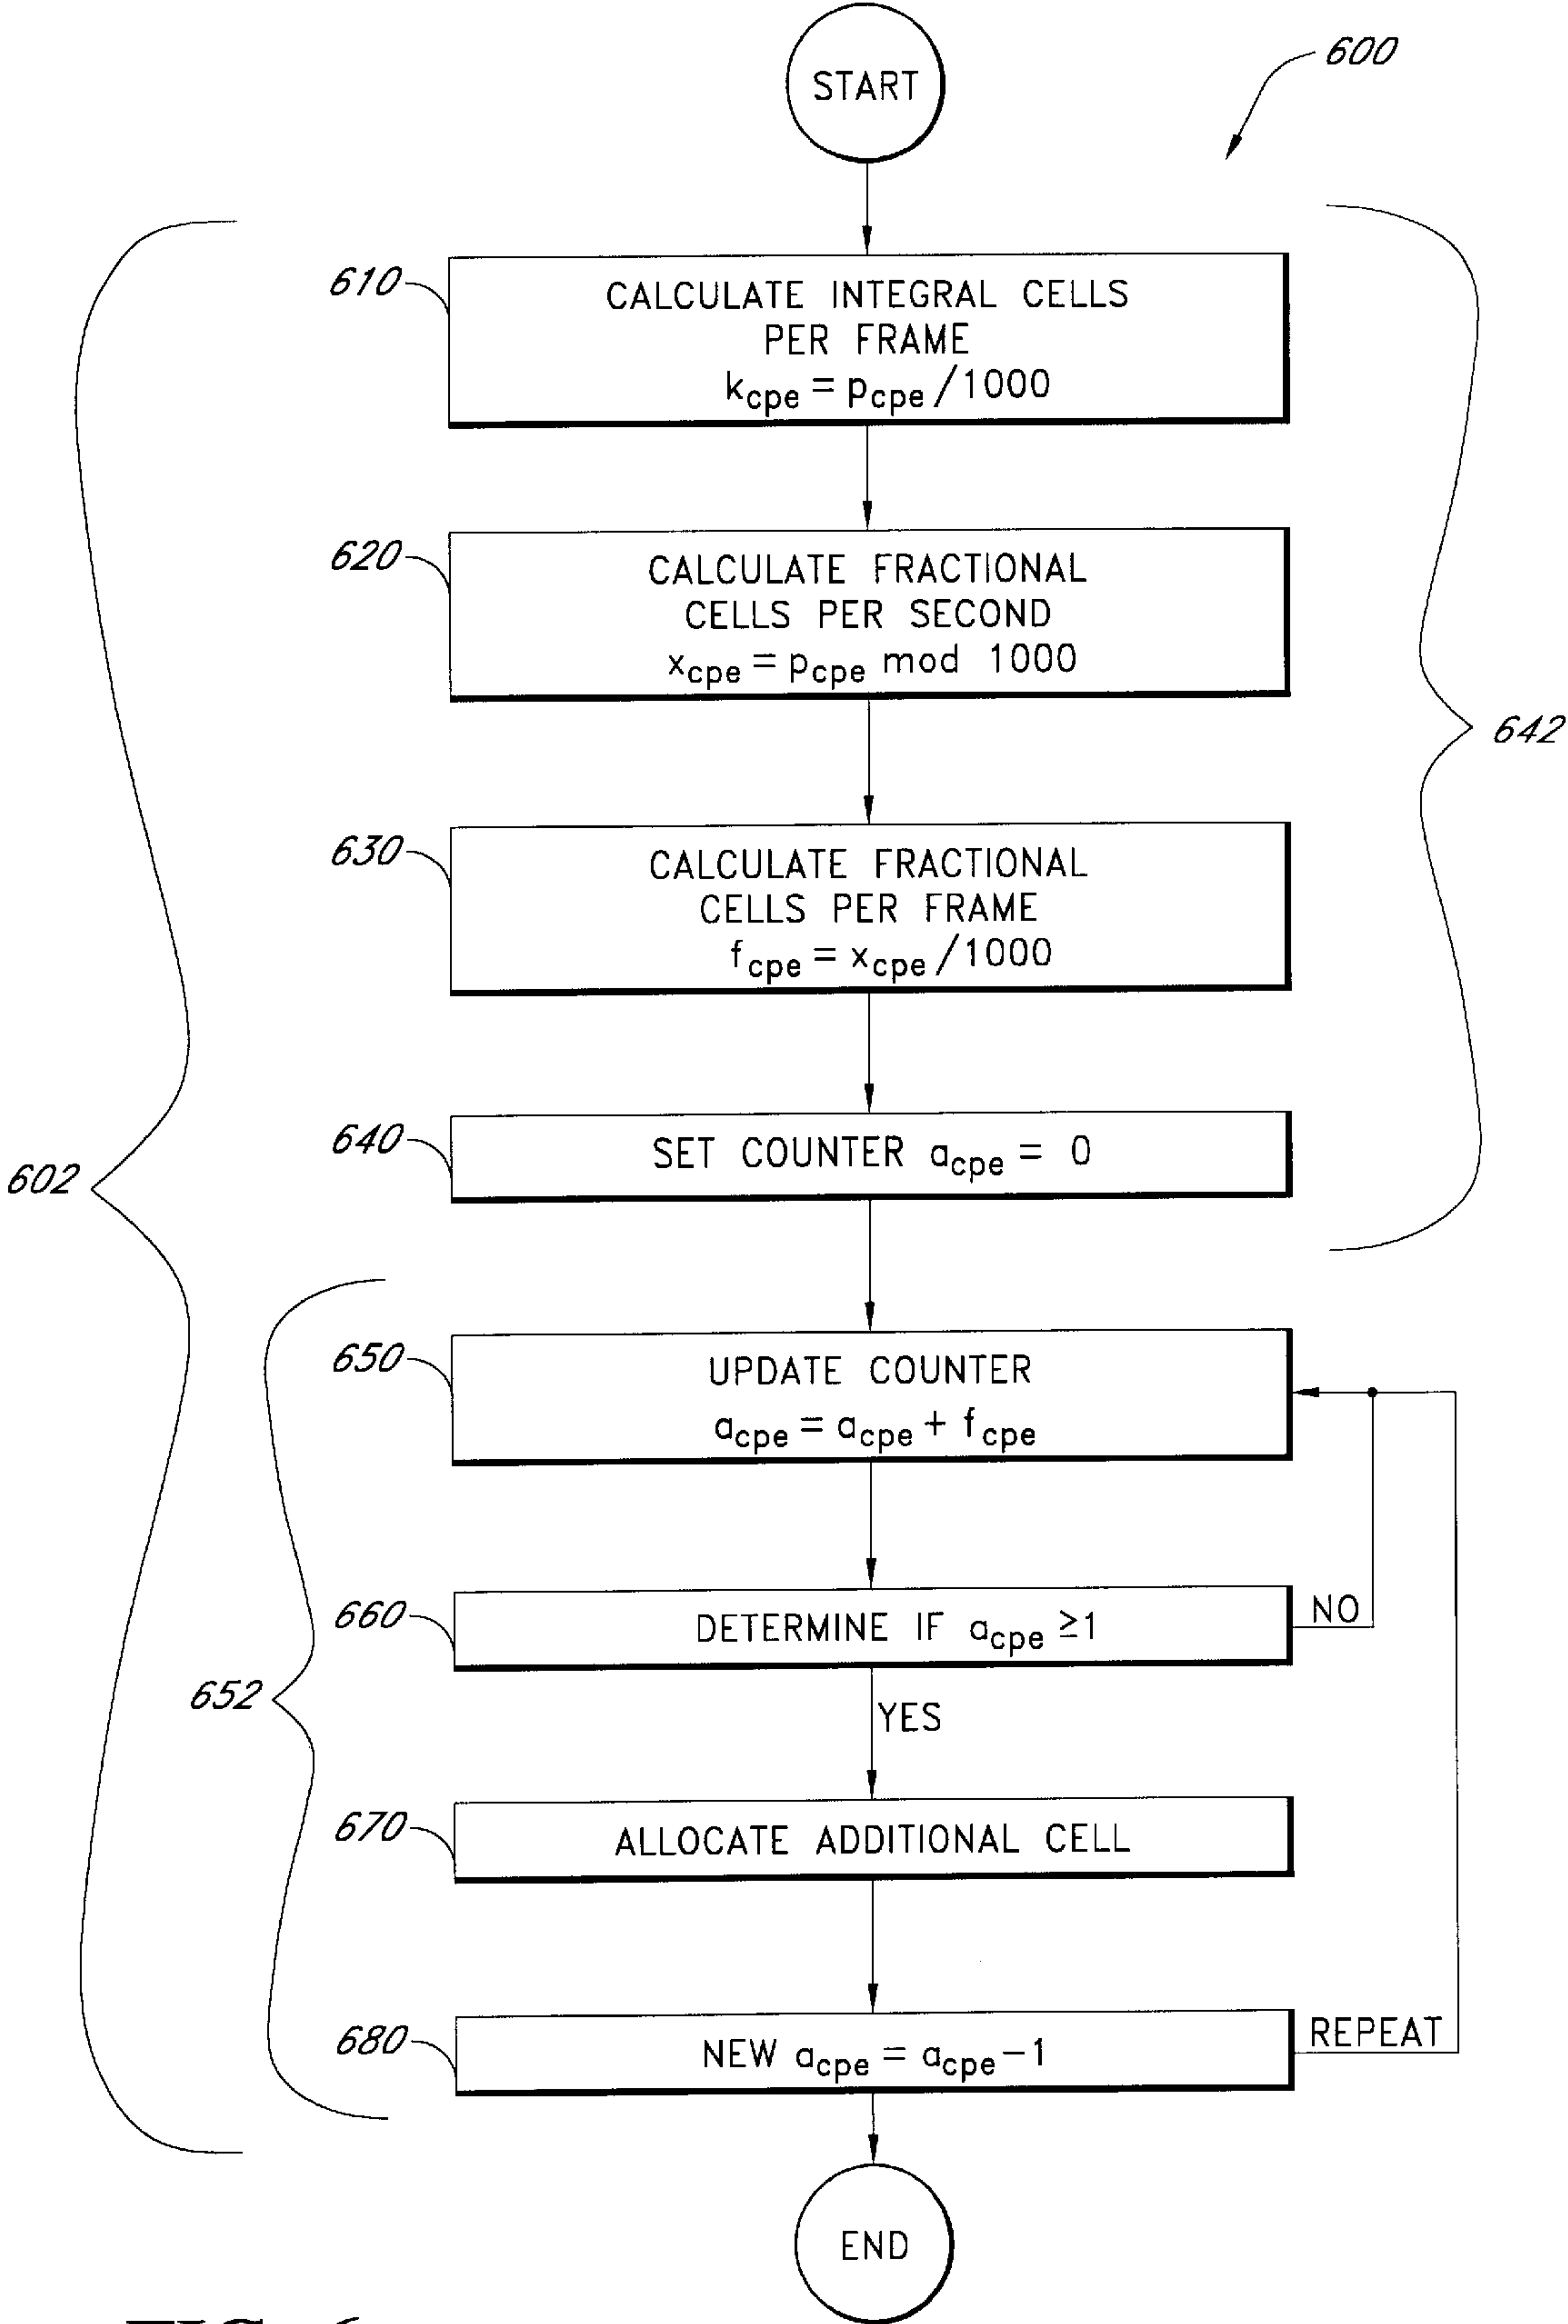 START
600
610
CALCULATE INTEGRAL CELLS
PER FRAME
kcpe = pcpe /1000
620
CALCULATE FRACTIONAL
CELLS PER SECOND
xcpe = pcpe mod 1000
642
630
CALCULATE FRACTIONAL
CELLS PER FRAME
fcpe = xcpe /1000
640
SET COUNTER acpe = 0
602
650
UPDATE COUNTER
acpe = acpe + fcpe
660
DETERMINE IF acpe ≥1
NO
652
YES
670
ALLOCATE ADDITIONAL CELL
680
NEW acpe = acpe −1
REPEAT
END